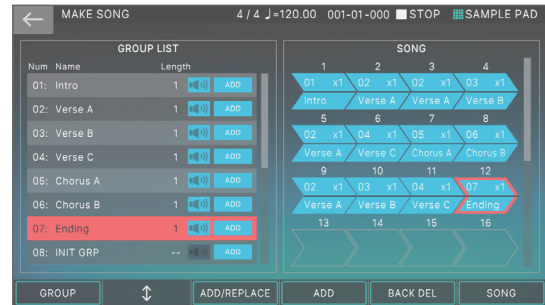 MAKE SONG 4 / 4 ♩=120.00 001-01-000 STOP SAMPLE PAD
GROUP LIST
Num Name Length
01: Intro 1 ADD
02: Verse A 1 ADD
03: Verse B 1 ADD
04: Verse C 1 ADD
05: Chorus A 1 ADD
06: Chorus B 1 ADD
07: Ending 1 ADD
08: INIT GRP -- ADD
SONG
1 2 3 4
01 x1 02 x1 02 x1 03 x1
Intro Verse A Verse A Verse B
5 6 7 8
02 x1 04 x1 05 x1 06 x1
Verse A Verse C Chorus A Chorus B
9 10 11 12
02 x1 03 x1 04 x1 07 x1
Verse A Verse B Verse C Ending
13 14 15 16
GROUP ADD/REPLACE ADD BACK DEL SONG